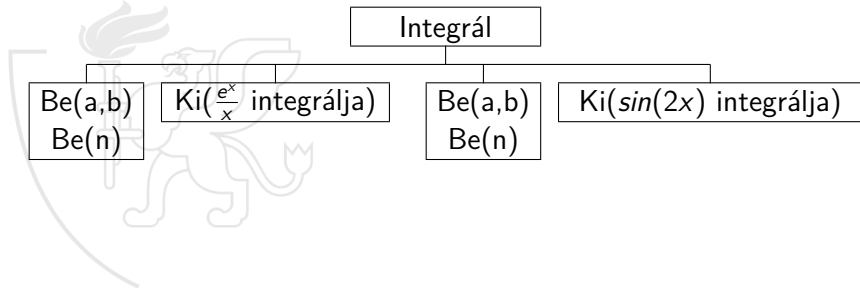 Integrál
Be(a,b)
Be(n)
Ki(e^x/x integrálja)
Be(a,b)
Be(n)
Ki(sin(2x) integrálja)